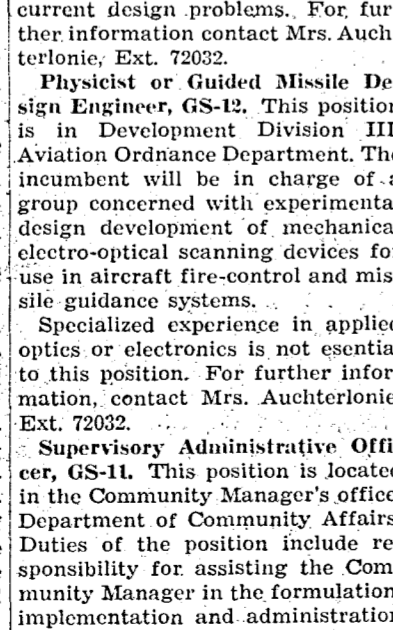 current design problems. For fur
ther information contact Mrs. Auch
terlonie, Ext. 72032.
Physicist or Guided Missile De
sign Engineer, GS-12. This position
is in Development Division III
Aviation Ordnance Department. The
incumbent will be in charge of a
group concerned with experimenta
design development of mechanica
electro-optical scanning devices fo
use in aircraft fire-control and mis
sile guidance systems.
Specialized experience in applied
optics or electronics is not esentia
to this position. For further infor
mation, contact Mrs. Auchterlonie
Ext. 72032.
Supervisory Administrative Offi
cer, GS-11. This position is located
in the Community Manager's office
Department of Community Affairs
Duties of the position include re
sponsibility for assisting the Com
munity Manager in the formulation
implementation and administration